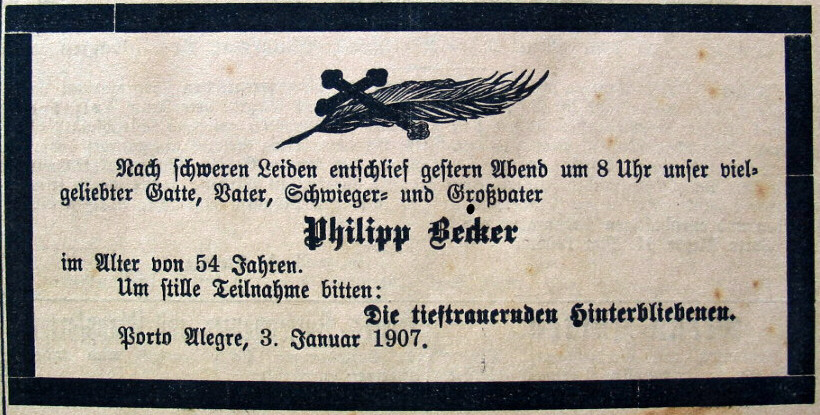 Nach schweren Leiden entschlief gestern Abend um 8 Uhr unser viel-
geliebter Gatte, Vater, Schwieger- und Großvater
Philipp Becker
im Alter von 54 Jahren.
Um stille Teilnahme bitten:
Die tieftrauernden Hinterbliebenen.
Porto Alegre, 3. Januar 1907.